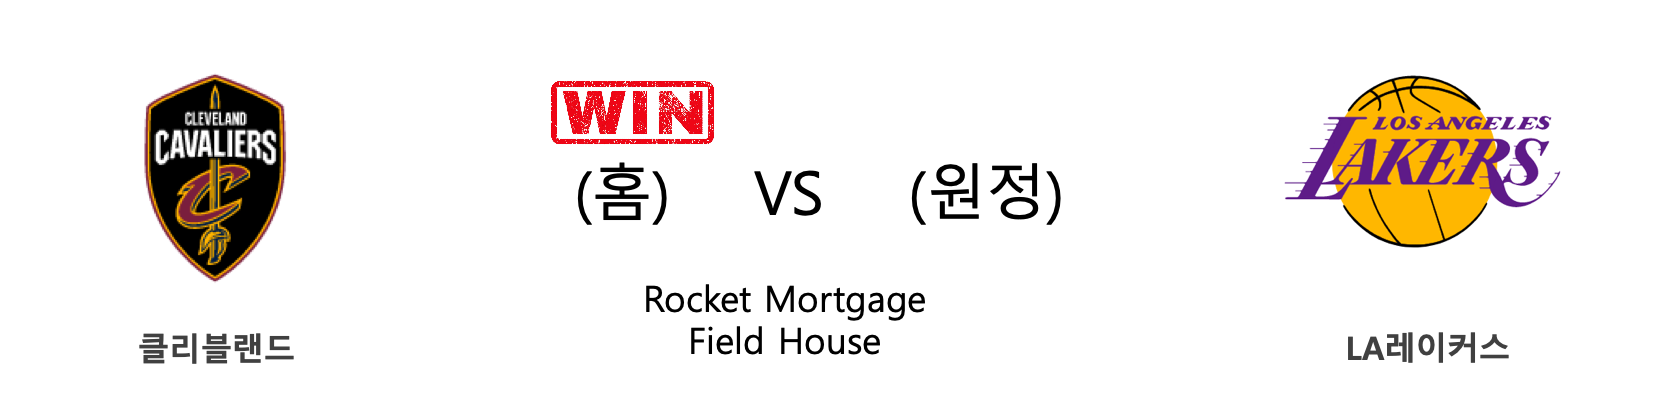 CLEVELAND
CAVALIERS
C
클리블랜드
WIN
(홈) VS (원정)
Rocket Mortgage
Field House
LOS ANGELES
LAKERS
LA레이커스